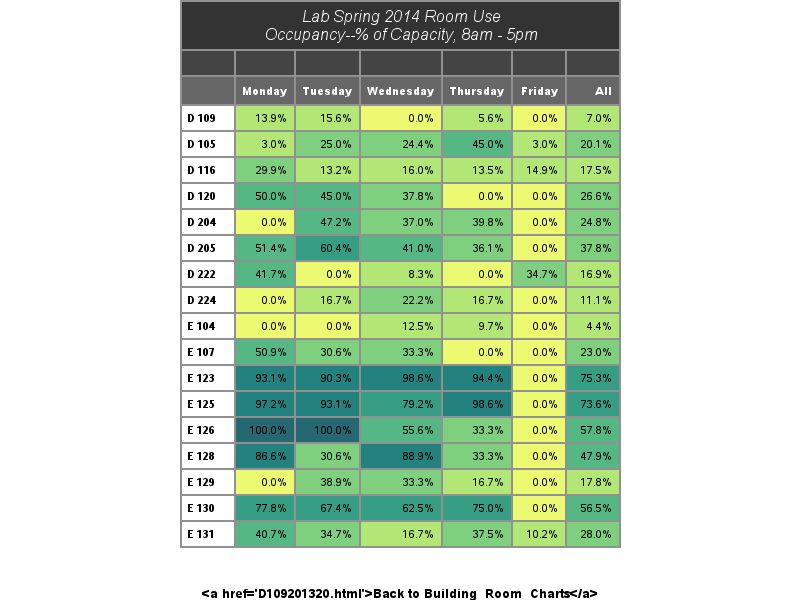 Lab Spring 2014 Room Use
Occupancy--% of Capacity, 8am - 5pm
Monday Tuesday Wednesday Thursday Friday All
D 109 13.9% 15.6% 0.0% 5.6% 0.0% 7.0%
D 105 3.0% 25.0% 24.4% 45.0% 3.0% 20.1%
D 116 29.9% 13.2% 16.0% 13.5% 14.9% 17.5%
D 120 50.0% 45.0% 37.8% 0.0% 0.0% 26.6%
D 204 0.0% 47.2% 37.0% 39.8% 0.0% 24.8%
D 205 51.4% 60.4% 41.0% 36.1% 0.0% 37.8%
D 222 41.7% 0.0% 8.3% 0.0% 34.7% 16.9%
D 224 0.0% 16.7% 22.2% 16.7% 0.0% 11.1%
E 104 0.0% 0.0% 12.5% 9.7% 0.0% 4.4%
E 107 50.9% 30.6% 33.3% 0.0% 0.0% 23.0%
E 123 93.1% 90.3% 98.6% 94.4% 0.0% 75.3%
E 125 97.2% 93.1% 79.2% 98.6% 0.0% 73.6%
E 126 100.0% 100.0% 55.6% 33.3% 0.0% 57.8%
E 128 86.6% 30.6% 88.9% 33.3% 0.0% 47.9%
E 129 0.0% 38.9% 33.3% 16.7% 0.0% 17.8%
E 130 77.8% 67.4% 62.5% 75.0% 0.0% 56.5%
E 131 40.7% 34.7% 16.7% 37.5% 10.2% 28.0%
<a href='D109201320.html'>Back to Building_Room_Charts</a>